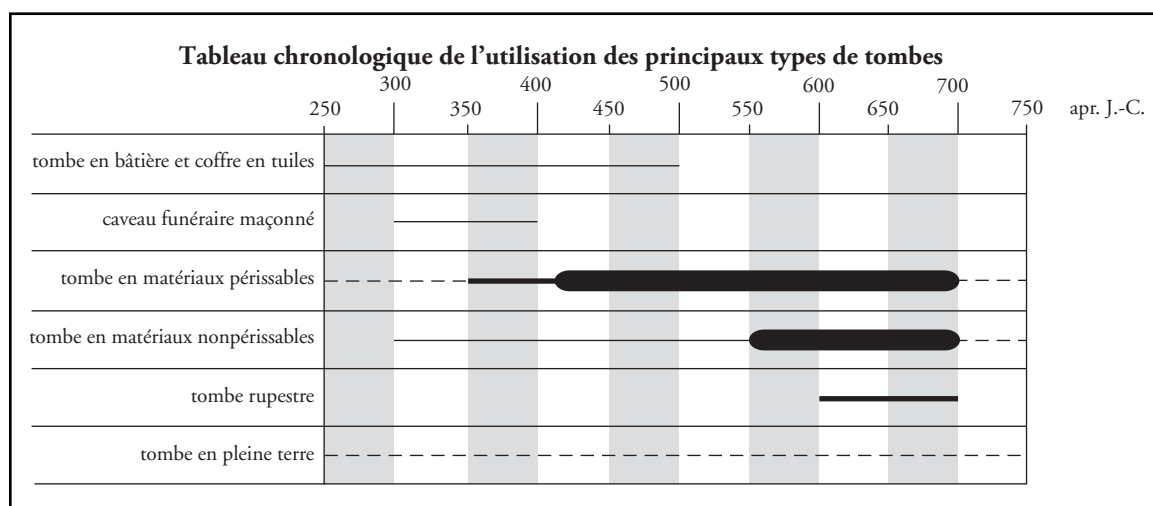 Tableau chronologique de l’utilisation des principaux types de tombes
300 400 500 600 700
250 350 450 550 650 750 apr. J.-C.
tombe en bâtière et coffre en tuiles
caveau funéraire maçonné
tombe en matériaux périssables
tombe en matériaux nonpérissables
tombe rupestre
tombe en pleine terre